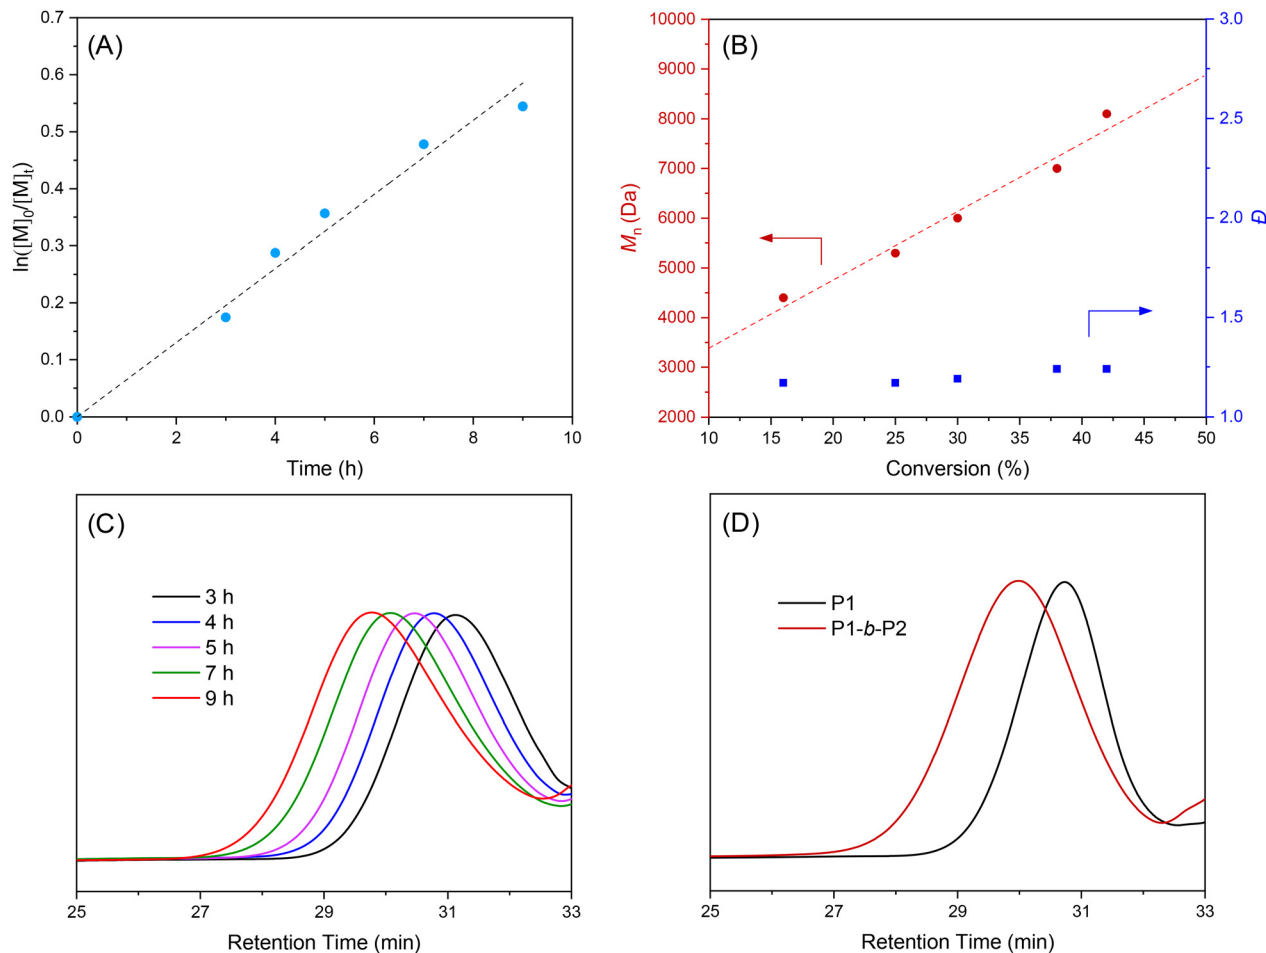 (A)
0.7
0.6
0.5
0.4
0.3
0.2
0.1
0.0
ln([M]₀/[M]ₜ)
0 2 4 6 8 10
Time (h)
(B)
10000
9000
8000
7000
6000
5000
4000
3000
2000
Mₙ (Da)
3.0
2.5
2.0
1.5
1.0
Đ
10 15 20 25 30 35 40 45 50
Conversion (%)
(C)
3 h
4 h
5 h
7 h
9 h
25 27 29 31 33
Retention Time (min)
(D)
P1
P1-b-P2
25 27 29 31 33
Retention Time (min)